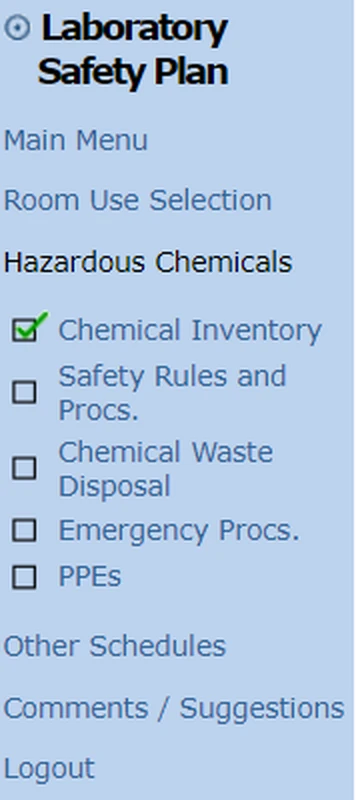 Laboratory
Safety Plan
Main Menu
Room Use Selection
Hazardous Chemicals
Chemical Inventory
Safety Rules and
Procs.
Chemical Waste
Disposal
Emergency Procs.
PPEs
Other Schedules
Comments / Suggestions
Logout